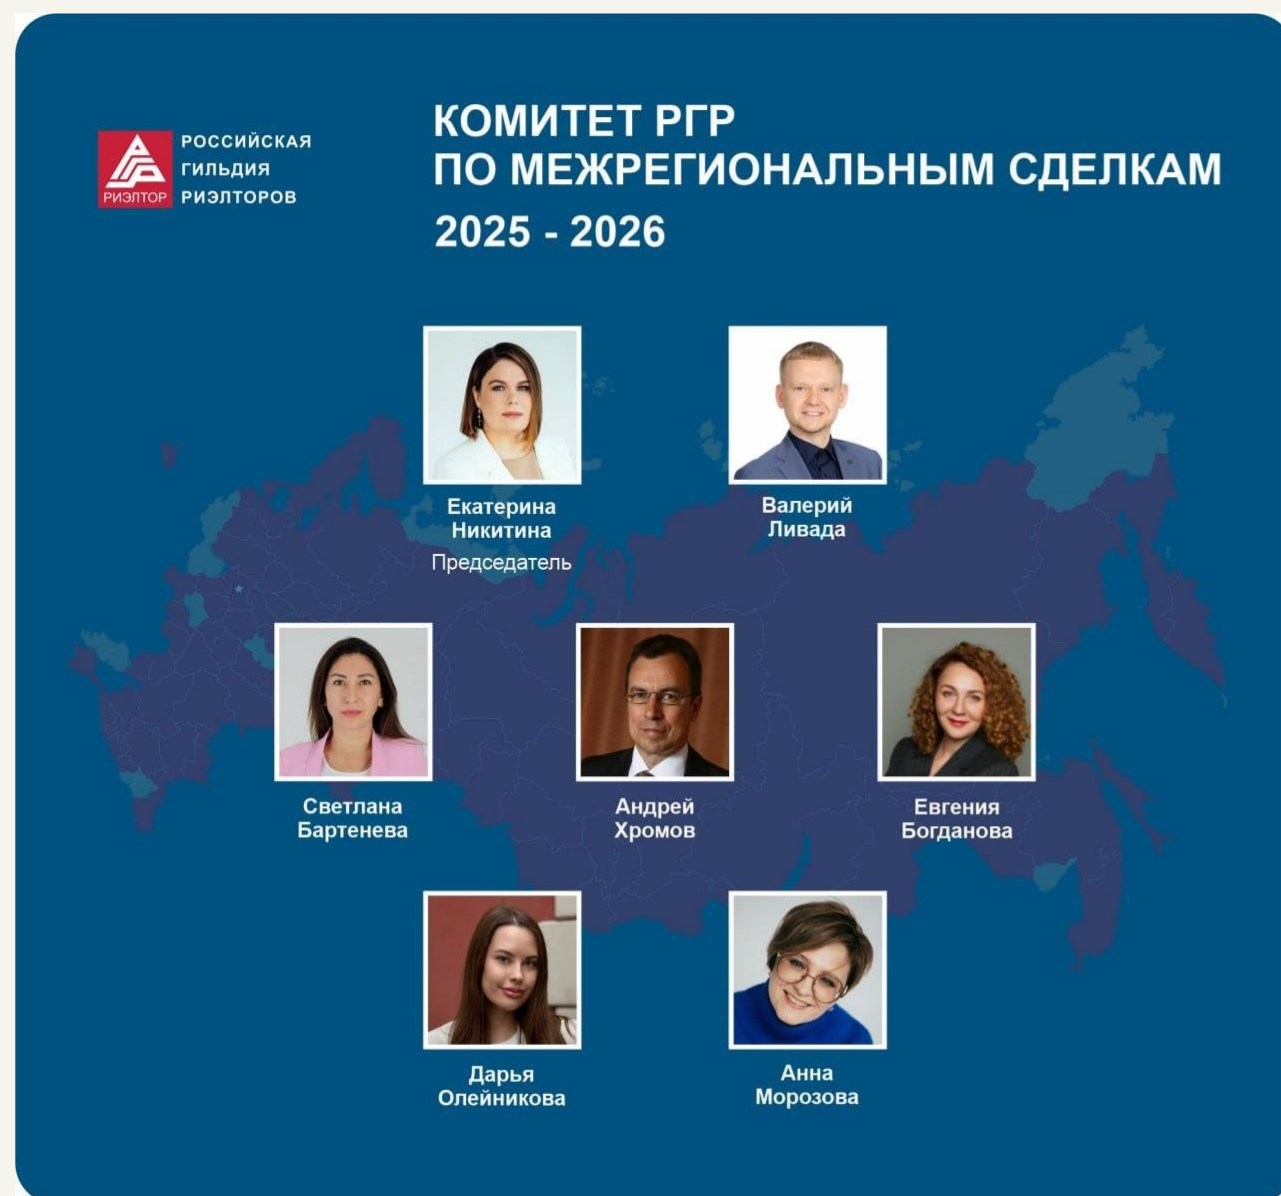 РОССИЙСКАЯ
ГИЛЬДИЯ
РИЭЛТОРОВ
РИЭЛТОР
КОМИТЕТ РГР
ПО МЕЖРЕГИОНАЛЬНЫМ СДЕЛКАМ
2025 - 2026
Екатерина
Никитина
Председатель
Валерий
Ливада
Светлана
Бартенева
Андрей
Хромов
Евгения
Богданова
Дарья
Олейникова
Анна
Морозова